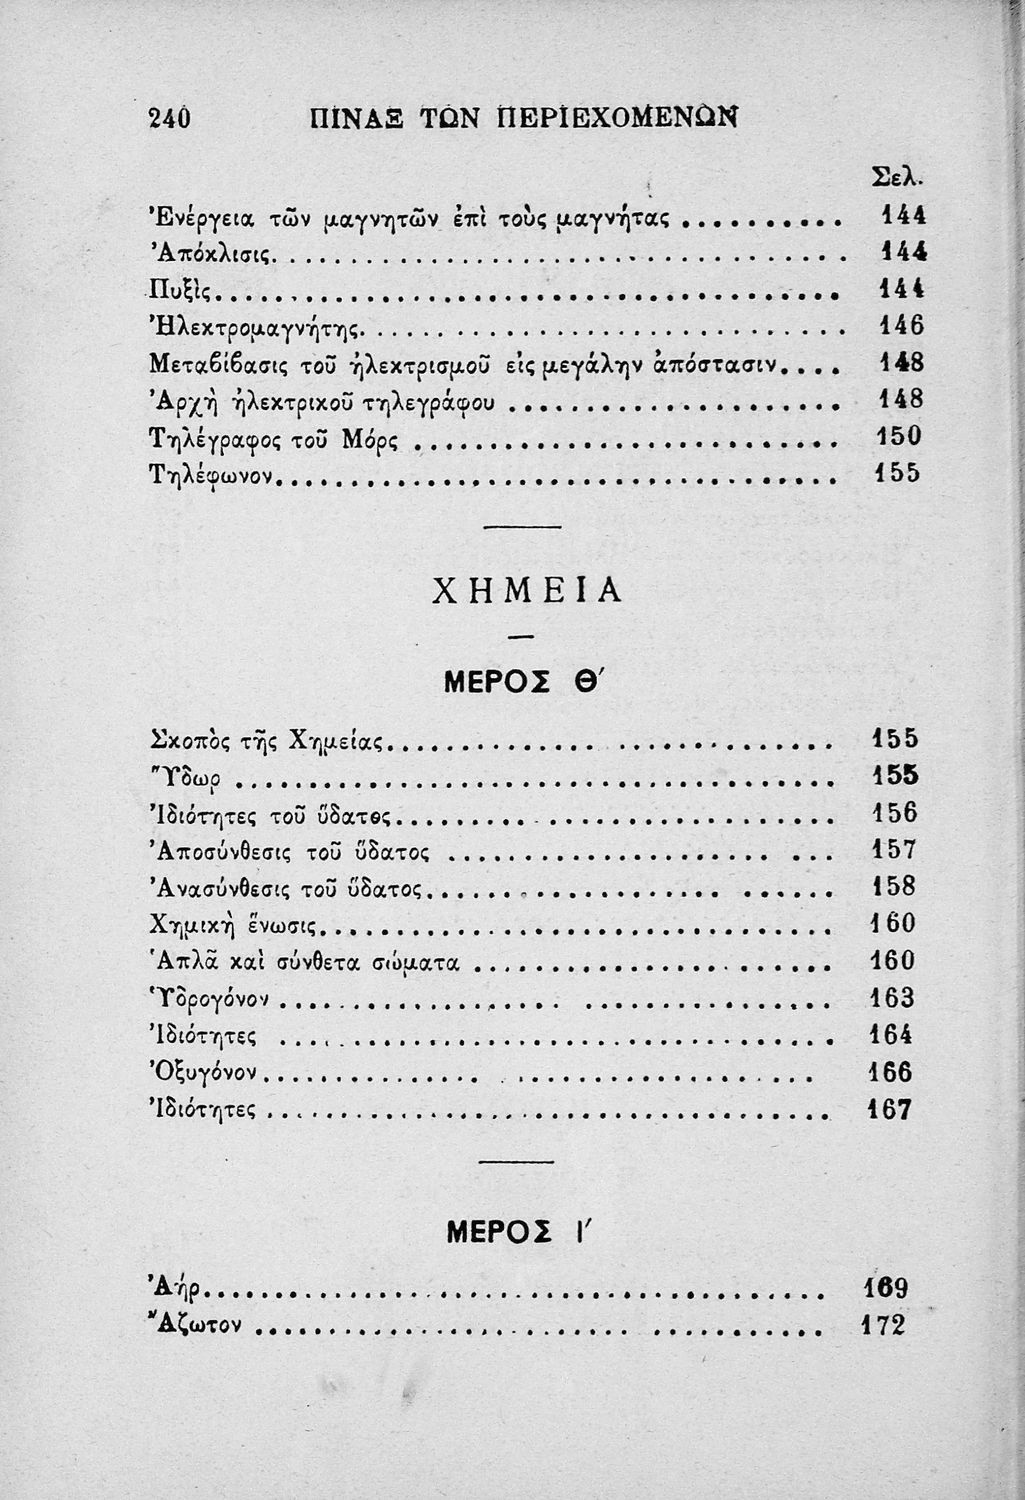 240 ΠΙΝΑΞ ΤΩΝ ΠΕΡΙΕΧΟΜΕΝΩΝ
Σελ.
Ἐνέργεια τῶν μαγνητῶν ἐπὶ τοὺς μαγνήτας .......... 144
Ἀπόκλισις...................................... 144
Πυξὶς......................................... 144
Ἠλεκτρομαγνήτης................................ 146
Μεταβίβασις τοῦ ἠλεκτρισμοῦ εἰς μεγάλην ἀπόστασιν.... 148
Ἀρχὴ ἠλεκτρικοῦ τηλεγράφου ...................... 148
Τηλέγραφος τοῦ Μόρς ............................ 150
Τηλέφωνον...................................... 155
ΧΗΜΕΙΑ
ΜΕΡΟΣ Θ΄
Σκοπὸς τῆς Χημείας.............................. 155
Ὕδωρ ........................................ 155
Ἰδιότητες τοῦ ὕδατος.............................. 156
Ἀποσύνθεσις τοῦ ὕδατος .......................... 157
Ἀνασύνθεσις τοῦ ὕδατος........................... 158
Χημικὴ ἕνωσις................................... 160
Ἁπλᾶ καὶ σύνθετα σώματα ........................ 160
Ὑδρογόνον .................................... 163
Ἰδιότητες ..................................... 164
Ὀξυγόνον..................................... 166
Ἰδιότητες ...................................... 167
ΜΕΡΟΣ Ι΄
Ἀήρ.......................................... 169
Ἄζωτον ...................................... 172